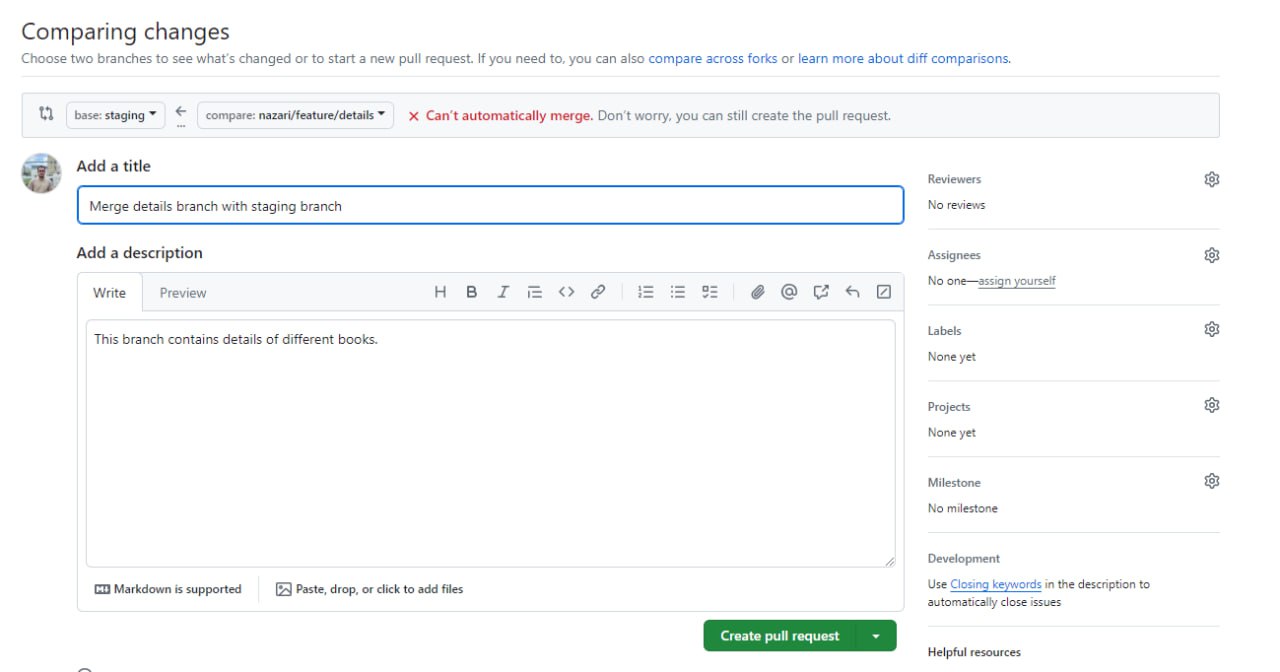 Comparing changes
Choose two branches to see what's changed or to start a new pull request. If you need to, you can also compare across forks or learn more about diff comparisons.
base: staging
compare: nazari/feature/details
Can't automatically merge. Don't worry, you can still create the pull request.
Add a title
Merge details branch with staging branch
Add a description
Write
Preview
This branch contains details of different books.
Markdown is supported
Paste, drop, or click to add files
Create pull request
Reviewers
No reviews
Assignees
No one—assign yourself
Labels
None yet
Projects
None yet
Milestone
No milestone
Development
Use Closing keywords in the description to
automatically close issues
Helpful resources